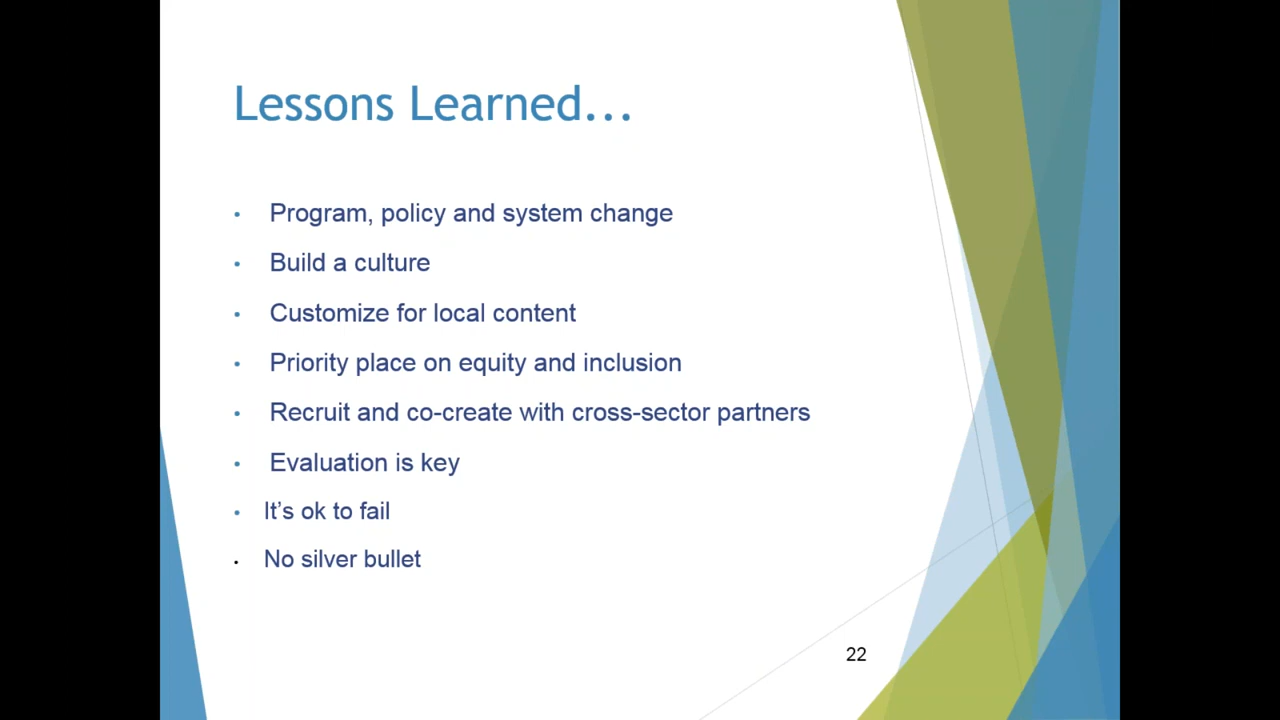 Lessons Learned...
• Program, policy and system change
• Build a culture
• Customize for local content
• Priority place on equity and inclusion
• Recruit and co-create with cross-sector partners
• Evaluation is key
• It’s ok to fail
• No silver bullet
22